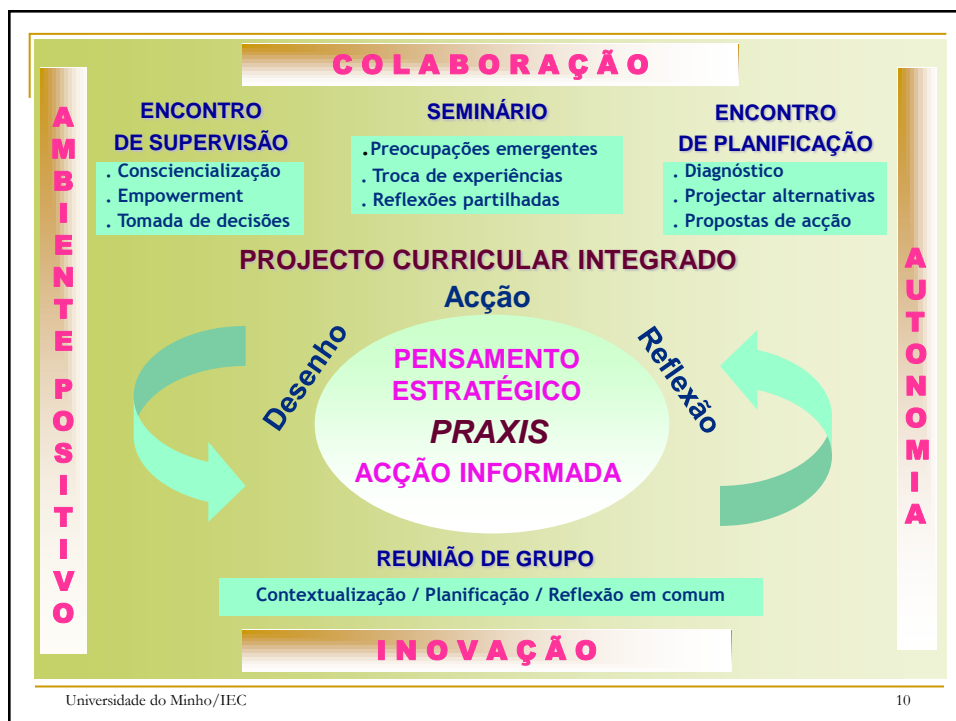 COLABORAÇÃO
AMBIENTE POSITIVO
ENCONTRO
DE SUPERVISÃO
. Consciencialização
. Empowerment
. Tomada de decisões
SEMINÁRIO
.Preocupações emergentes
. Troca de experiências
. Reflexões partilhadas
ENCONTRO
DE PLANIFICAÇÃO
. Diagnóstico
. Projectar alternativas
. Propostas de acção
AUTONOMIA
PROJECTO CURRICULAR INTEGRADO
Acção
Desenho
Reflexão
PENSAMENTO
ESTRATÉGICO
PRAXIS
ACÇÃO INFORMADA
REUNIÃO DE GRUPO
Contextualização / Planificação / Reflexão em comum
INOVAÇÃO
Universidade do Minho/IEC
10